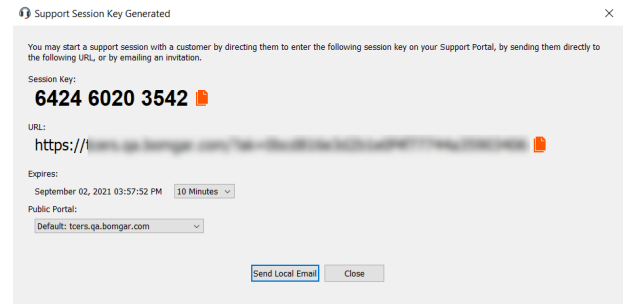 Support Session Key Generated
You may start a support session with a customer by directing them to enter the following session key on your Support Portal, by sending them directly to
the following URL, or by emailing an invitation.
Session Key:
6424 6020 3542
URL:
https://
Expires:
September 02, 2021 03:57:52 PM 10 Minutes
Public Portal:
Default: tcers.qa.bomgar.com
Send Local Email Close